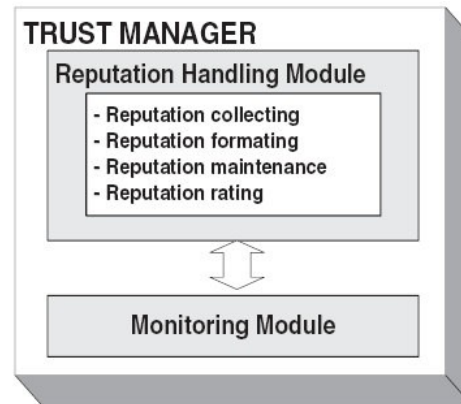 TRUST MANAGER
Reputation Handling Module
- Reputation collecting
- Reputation formating
- Reputation maintenance
- Reputation rating
Monitoring Module